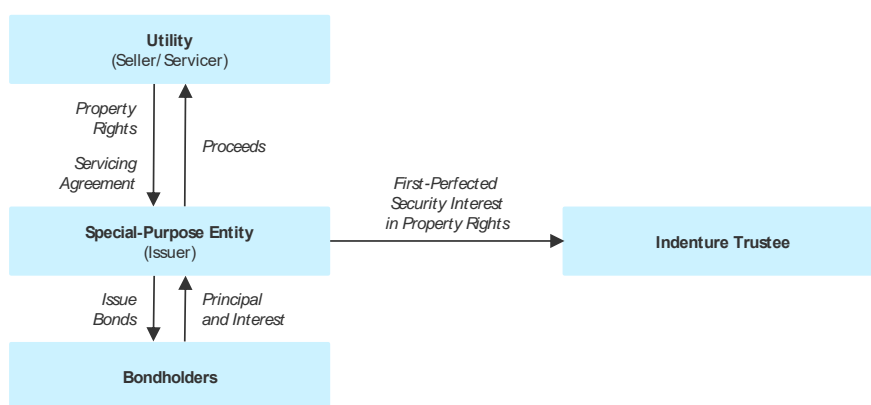 Utility
(Seller/Servicer)
Property
Rights
Servicing
Agreement
Proceeds
First-Perfected
Security Interest
in Property Rights
Special-Purpose Entity
(Issuer)
Indenture Trustee
Issue
Bonds
Principal
and Interest
Bondholders